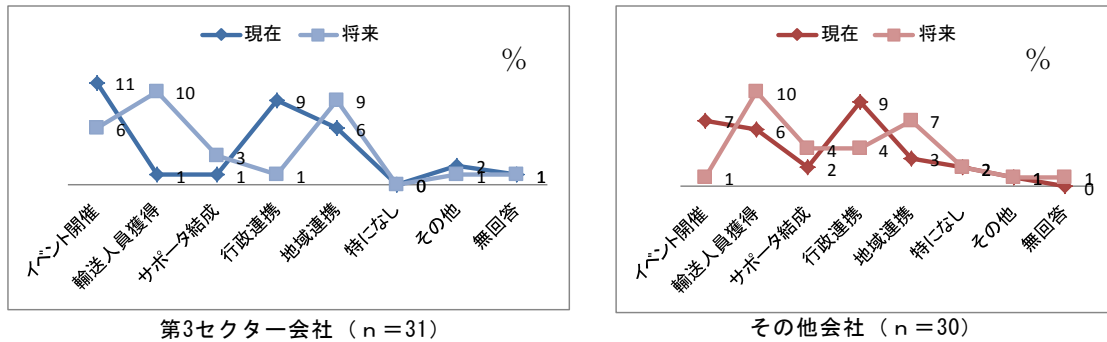 現在 将来
%
11
10
9
9
6
6
3
2
1
1
1
1
1
0
0
イベント開催
輸送人員獲得
サポータ結成
行政連携
地域連携
特になし
その他
無回答
第3セクター会社（ｎ＝31）
現在 将来
%
10
9
7
7
6
4
4
3
2
2
2
1
1
1
1
0
イベント開催
輸送人員獲得
サポータ結成
行政連携
地域連携
特になし
その他
無回答
その他会社（ｎ＝30）